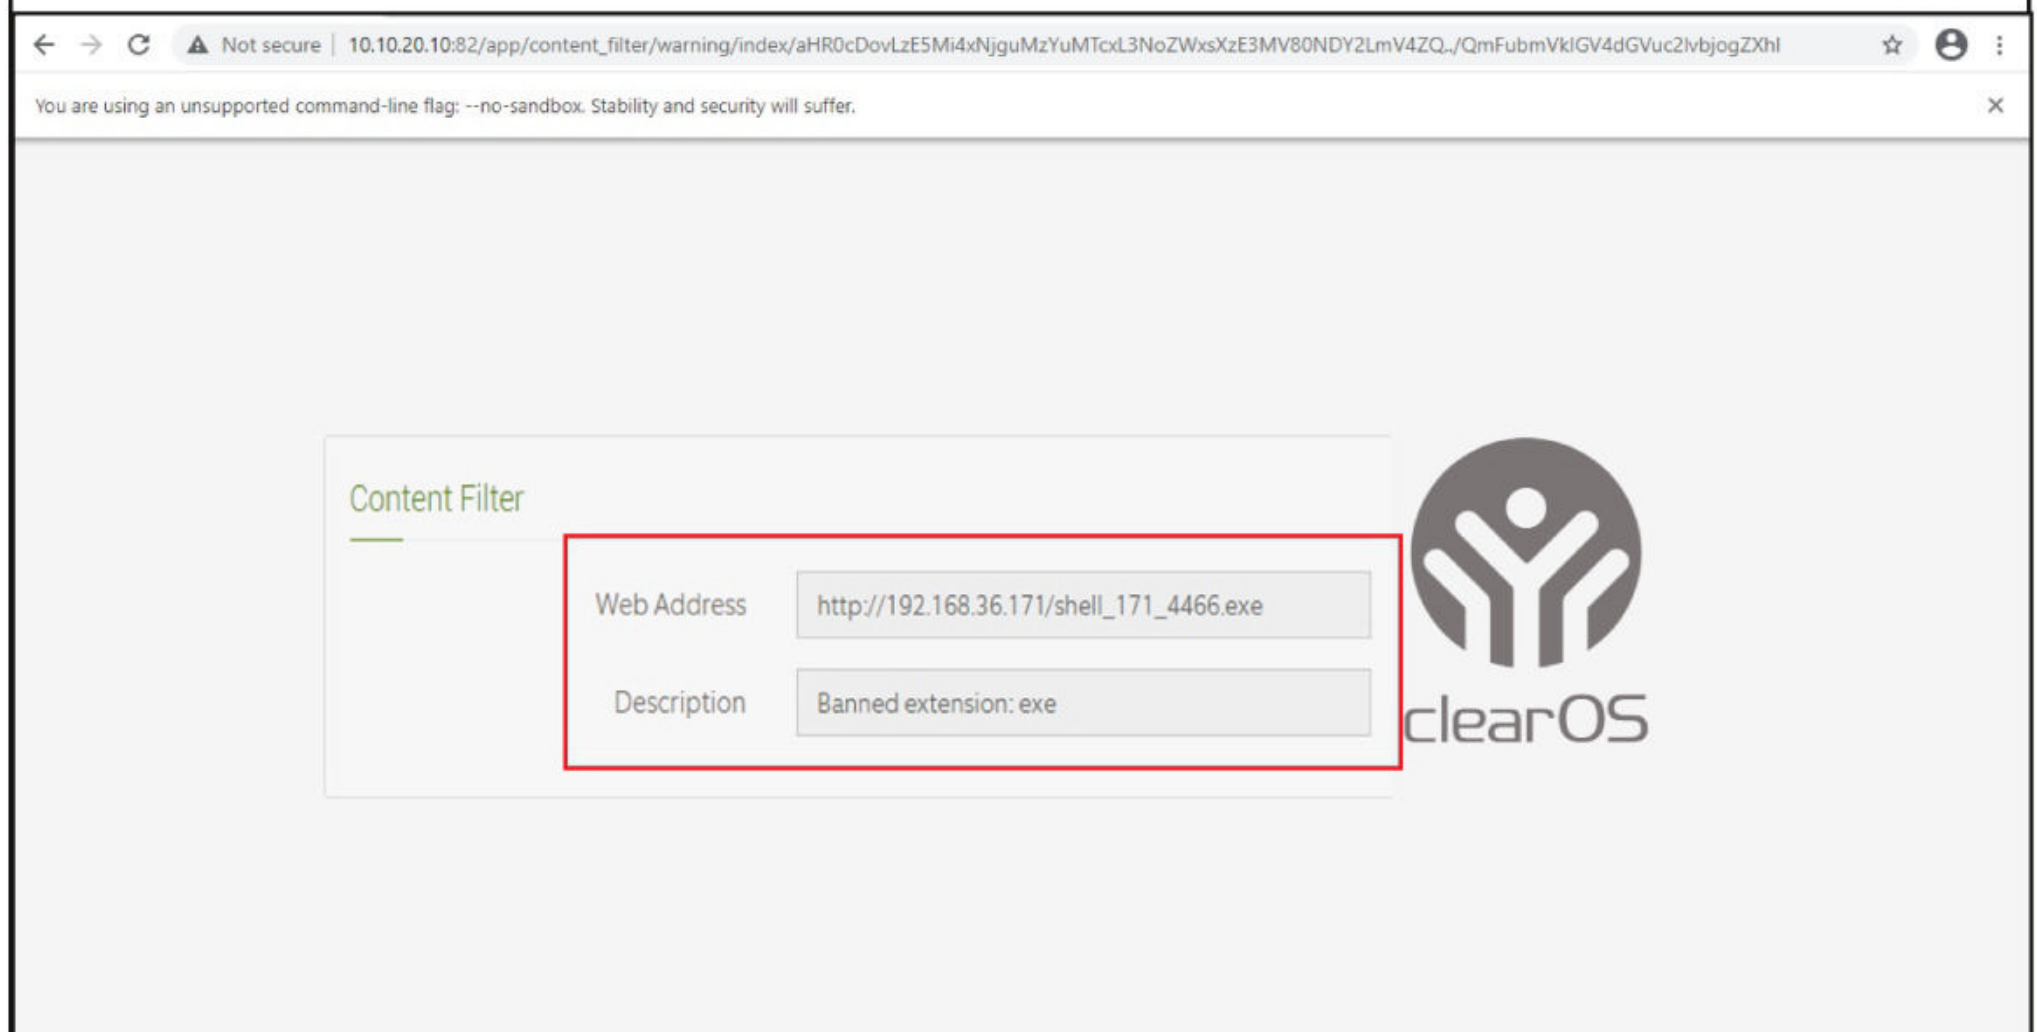 Not secure | 10.10.20.10:82/app/content_filter/warning/index/aHR0cDovLzE5Mi4xNjguMzYuMTcxL3NoZWxsXzE3MV80NDY2LmV4ZQ../QmFubmVkIGV4dGVuc2lvbjogZXhl
You are using an unsupported command-line flag: --no-sandbox. Stability and security will suffer.
Content Filter
Web Address http://192.168.36.171/shell_171_4466.exe
Description Banned extension: exe
clearOS